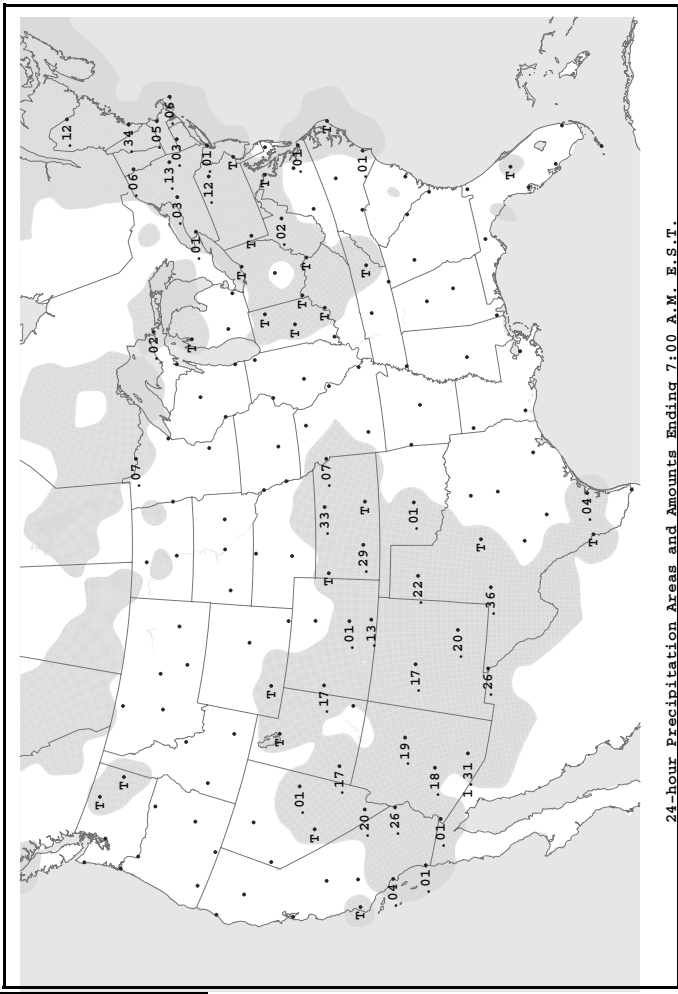 .12
T
T
.34
.06
.07
.02
.05
.13
.06
.03
.03
T
.01
.01
.12
T
T
T
T
T
T
T
.02
T
.01
.01
T
T
T
.17
T
.33
.07
T
T
.17
.01
T
.29
.01
.20
T
T
.13
.04
.26
.19
.01
.17
.22
.01
.18
.01
.20
1.31
T
.26
.36
T
.04
T
24-hour Precipitation Areas and Amounts Ending 7:00 A.M. E.S.T.